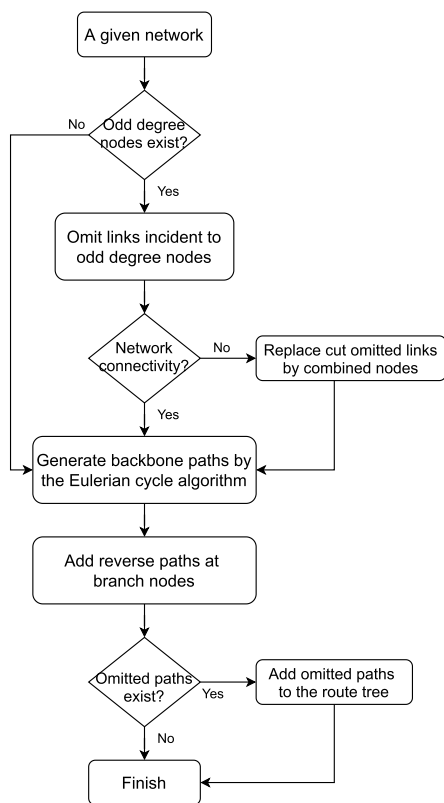 A given network
Odd degree
nodes exist?
No
Yes
Omit links incident to
odd degree nodes
Network
connectivity?
No
Replace cut omitted links
by combined nodes
Yes
Generate backbone paths by
the Eulerian cycle algorithm
Add reverse paths at
branch nodes
Omitted paths
exist?
Yes
Add omitted paths
to the route tree
No
Finish